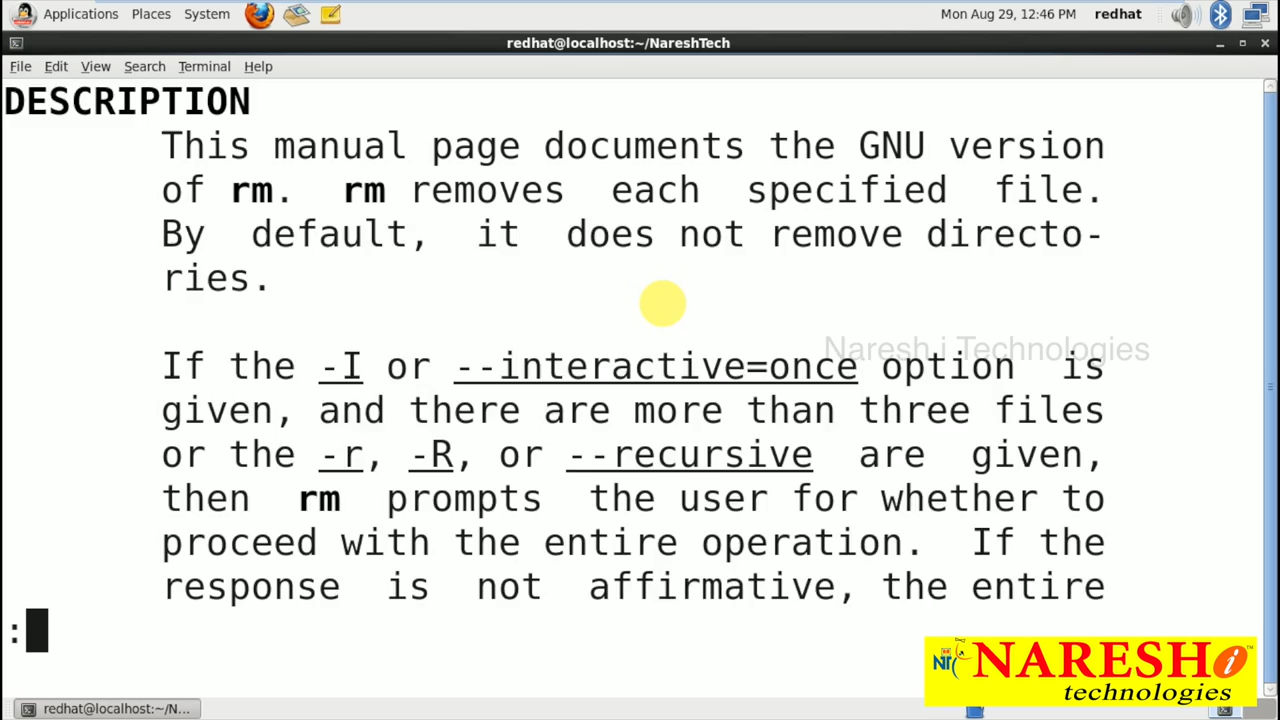 Applications Places System Mon Aug 29, 12:46 PM redhat
redhat@localhost:~/NareshTech
File Edit View Search Terminal Help
DESCRIPTION
This manual page documents the GNU version
of rm. rm removes each specified file.
By default, it does not remove directo-
ries.
Naresh i Technologies
If the -I or --interactive=once option is
given, and there are more than three files
or the -r, -R, or --recursive are given,
then rm prompts the user for whether to
proceed with the entire operation. If the
response is not affirmative, the entire
:
NT NARESH i ™
technologies
redhat@localhost:~/N...